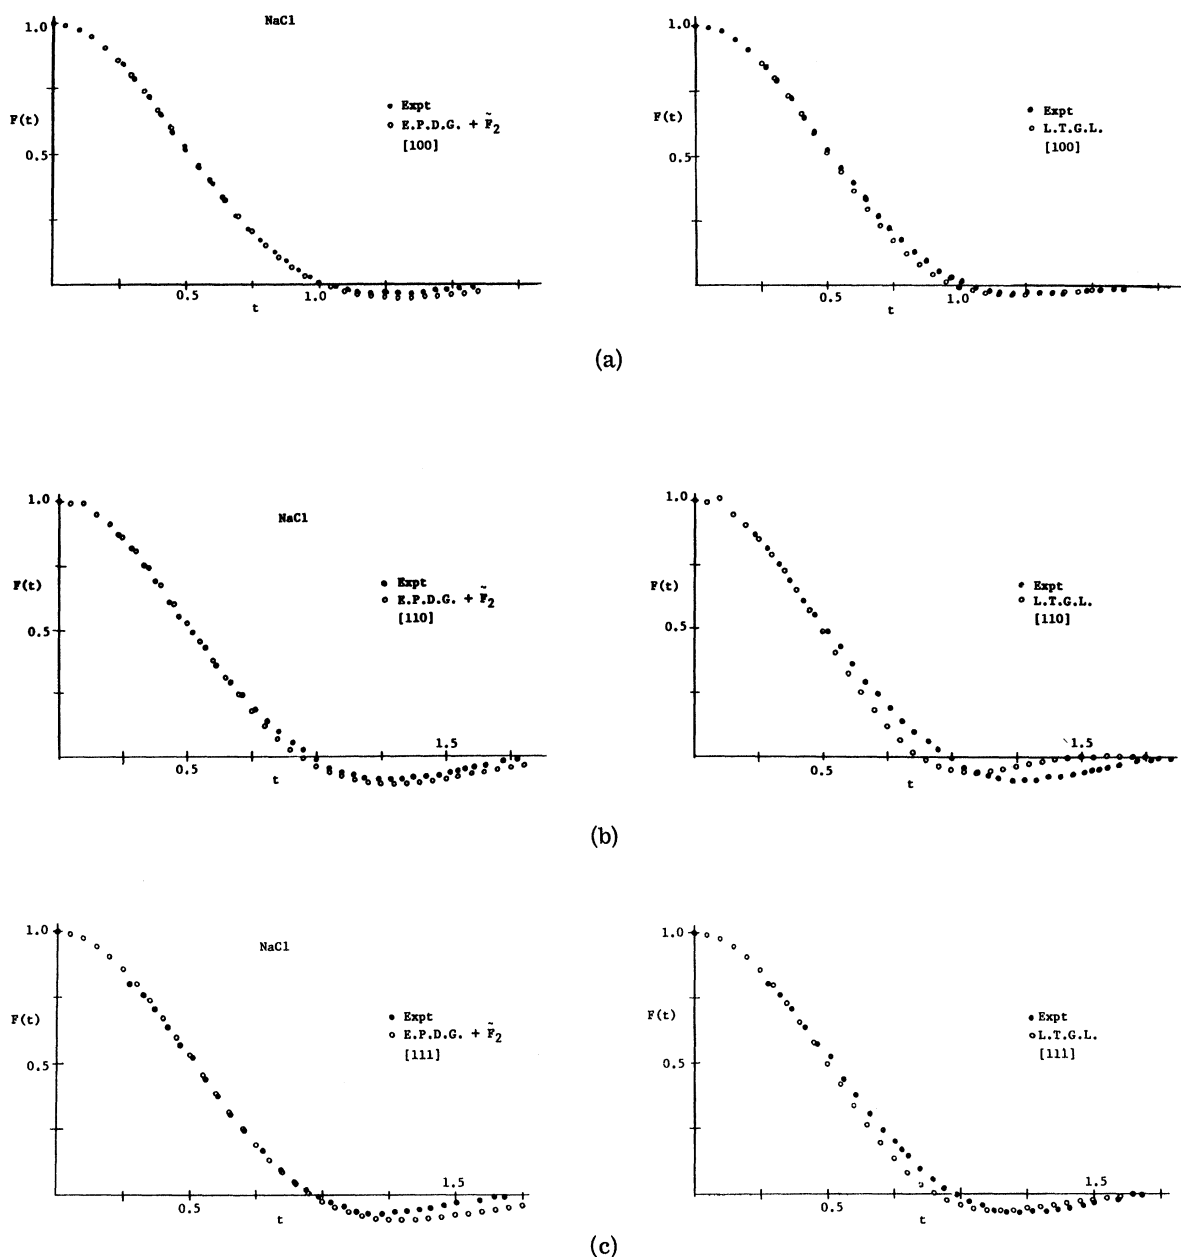 NaCl
1.0
F(t)
0.5
• Expt
o E.P.D.G. + F̃2
[100]
0.5
1.0
t
1.0
F(t)
0.5
• Expt
o L.T.G.L.
[100]
0.5
1.0
t
(a)
1.0
NaCl
F(t)
0.5
• Expt
o E.P.D.G. + F̃2
[110]
0.5
1.5
t
1.0
F(t)
0.5
• Expt
o L.T.G.L.
[110]
0.5
1.5
t
(b)
1.0
NaCl
F(t)
0.5
• Expt
o E.P.D.G. + F̃2
[111]
0.5
1.5
t
1.0
F(t)
0.5
• Expt
o L.T.G.L.
[111]
0.5
1.5
t
(c)